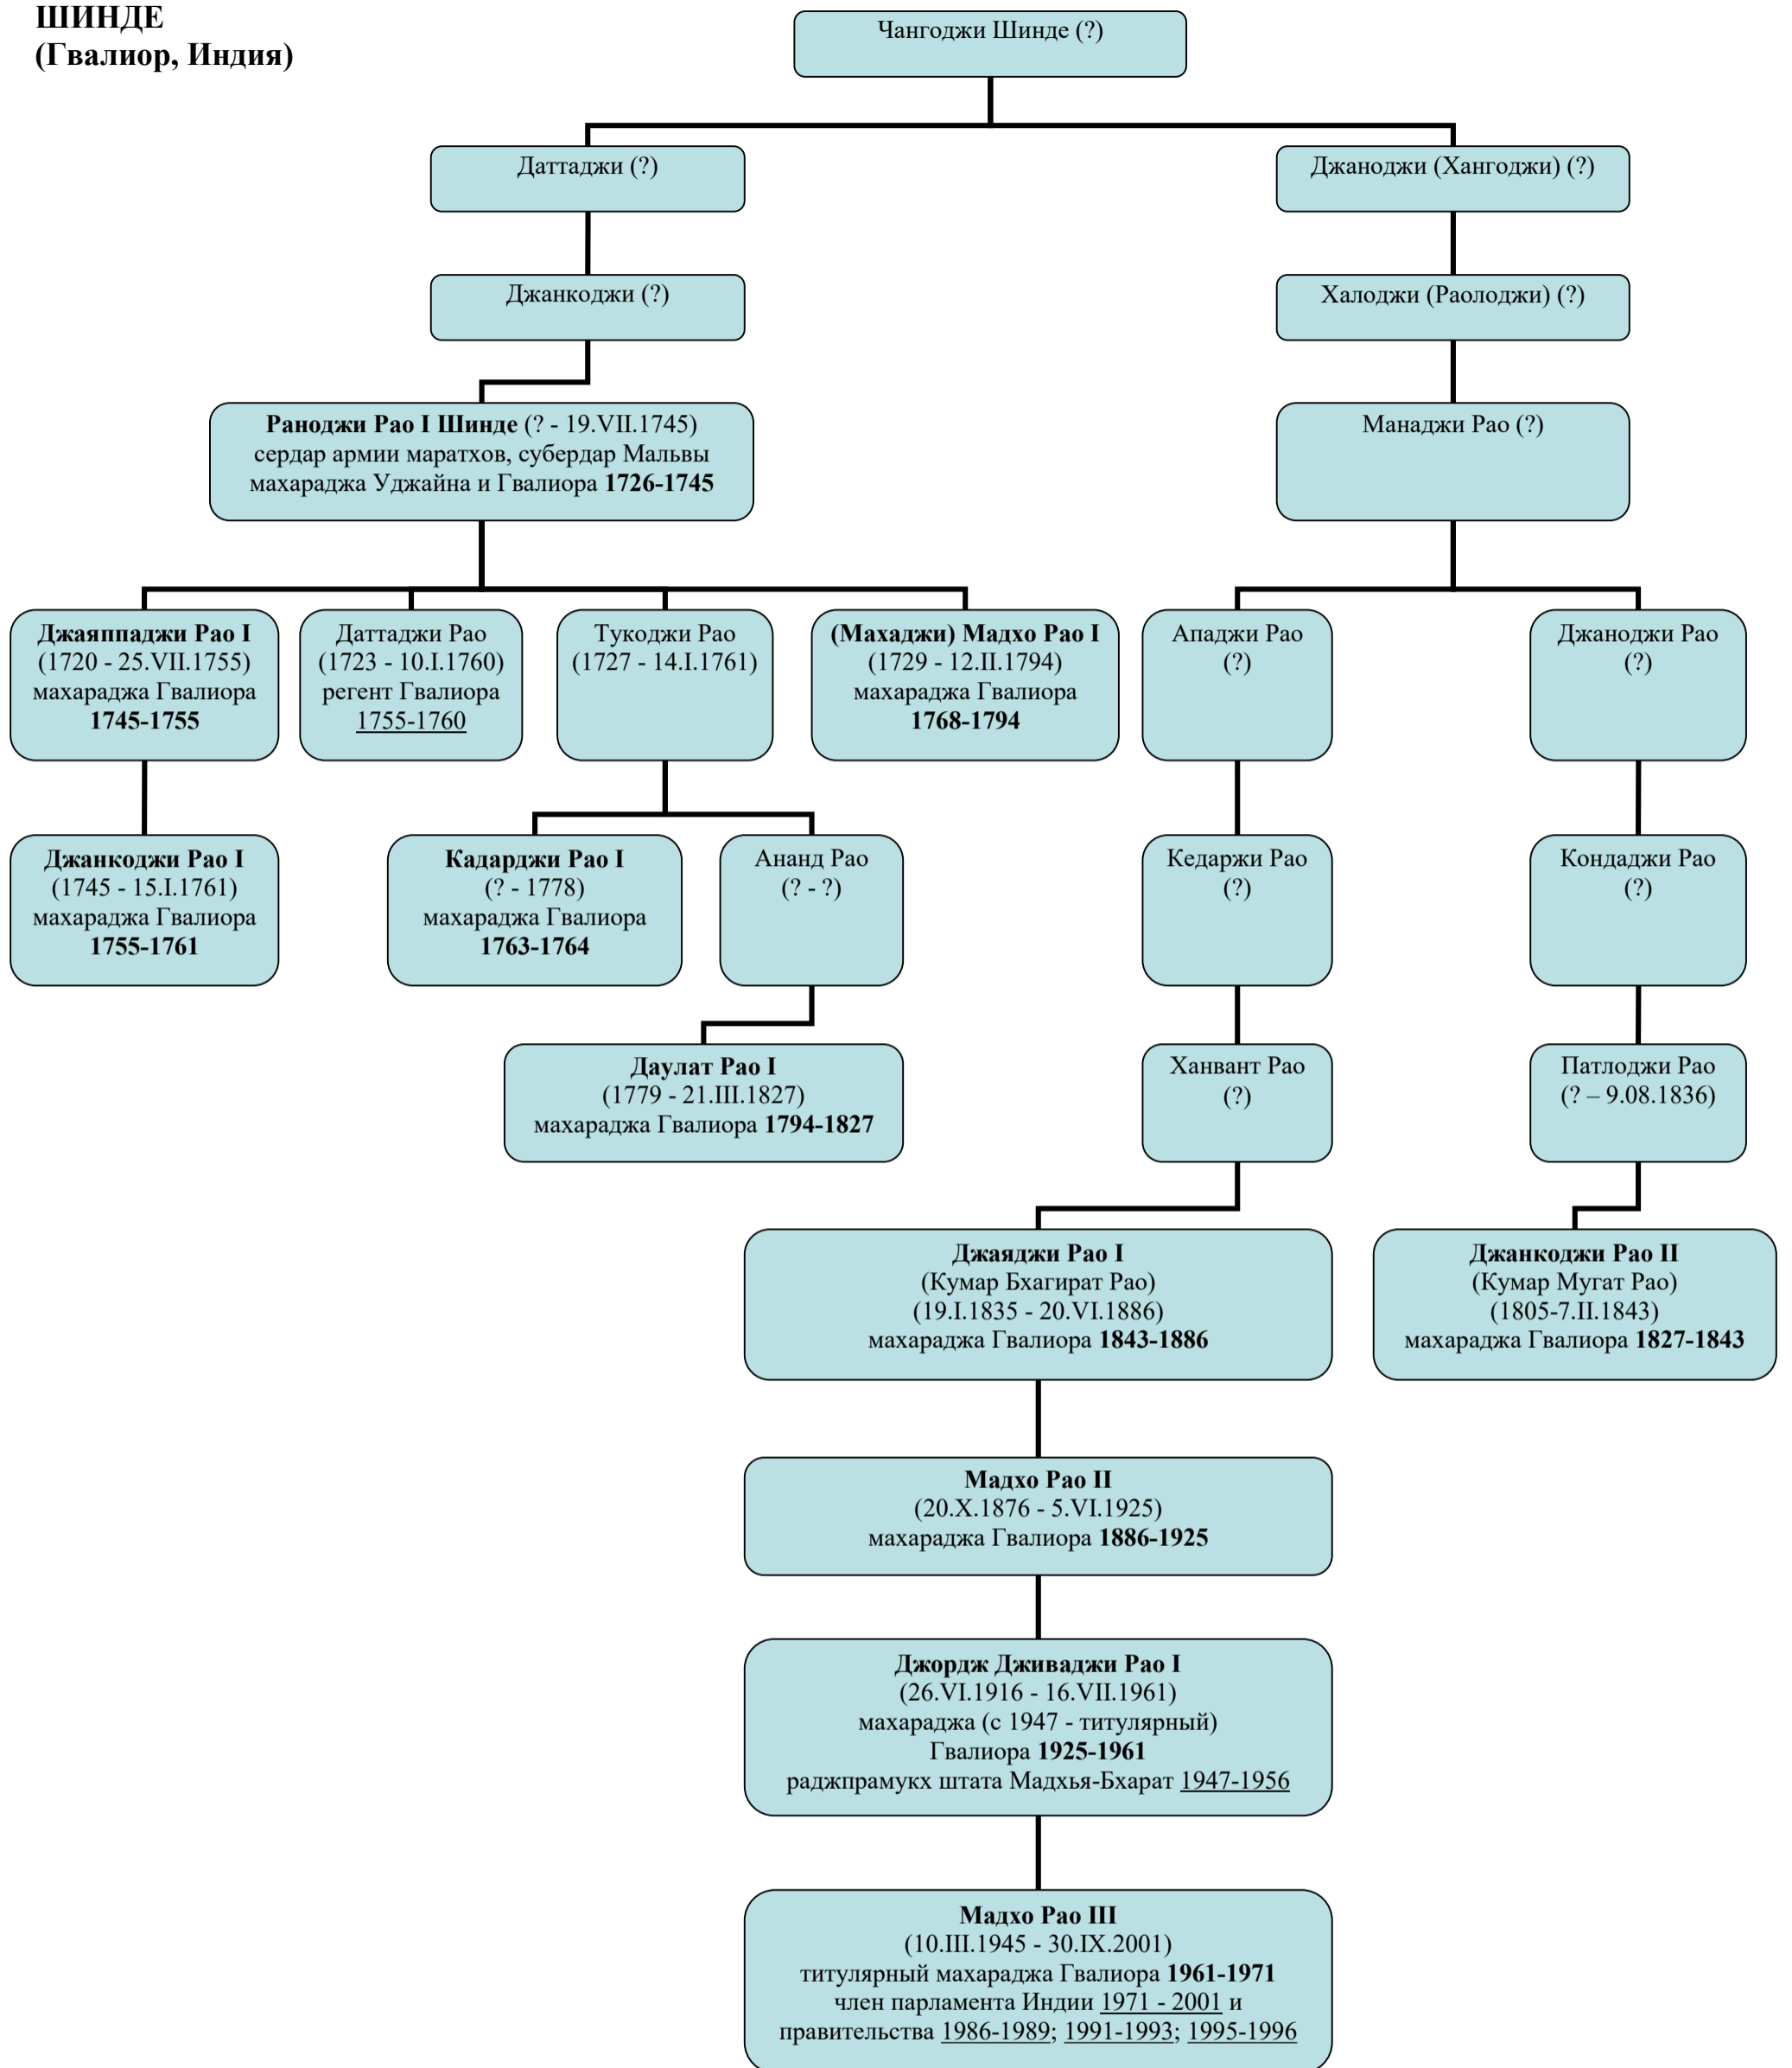 ШИНДЕ
(Гвалиор, Индия)
Чангоджи Шинде (?)
Даттаджи (?)
Джаноджи (Хангоджи) (?)
Джанкоджи (?)
Халоджи (Раолоджи) (?)
Раноджи Рао I Шинде (? - 19.VII.1745)
сердар армии маратхов, субердар Мальвы
махараджа Уджайна и Гвалиора 1726-1745
Манаджи Рао (?)
Джаяппаджи Рао I
(1720 - 25.VII.1755)
махараджа Гвалиора
1745-1755
Даттаджи Рао
(1723 - 10.I.1760)
регент Гвалиора
1755-1760
Тукоджи Рао
(1727 - 14.I.1761)
(Махаджи) Мадхо Рао I
(1729 - 12.II.1794)
махараджа Гвалиора
1768-1794
Ападжи Рао
(?)
Джаноджи Рао
(?)
Джанкоджи Рао I
(1745 - 15.I.1761)
махараджа Гвалиора
1755-1761
Кадарджи Рао I
(? - 1778)
махараджа Гвалиора
1763-1764
Ананд Рао
(? - ?)
Кедаржи Рао
(?)
Кондаджи Рао
(?)
Даулат Рао I
(1779 - 21.III.1827)
махараджа Гвалиора 1794-1827
Ханвант Рао
(?)
Патлоджи Рао
(? – 9.08.1836)
Джаяджи Рао I
(Кумар Бхагират Рао)
(19.I.1835 - 20.VI.1886)
махараджа Гвалиора 1843-1886
Джанкоджи Рао II
(Кумар Мугат Рао)
(1805-7.II.1843)
махараджа Гвалиора 1827-1843
Мадхо Рао II
(20.X.1876 - 5.VI.1925)
махараджа Гвалиора 1886-1925
Джордж Дживаджи Рао I
(26.VI.1916 - 16.VII.1961)
махараджа (с 1947 - титулярный)
Гвалиора 1925-1961
раджпрамукх штата Мадхья-Бхарат 1947-1956
Мадхо Рао III
(10.III.1945 - 30.IX.2001)
титулярный махараджа Гвалиора 1961-1971
член парламента Индии 1971 - 2001 и
правительства 1986-1989; 1991-1993; 1995-1996